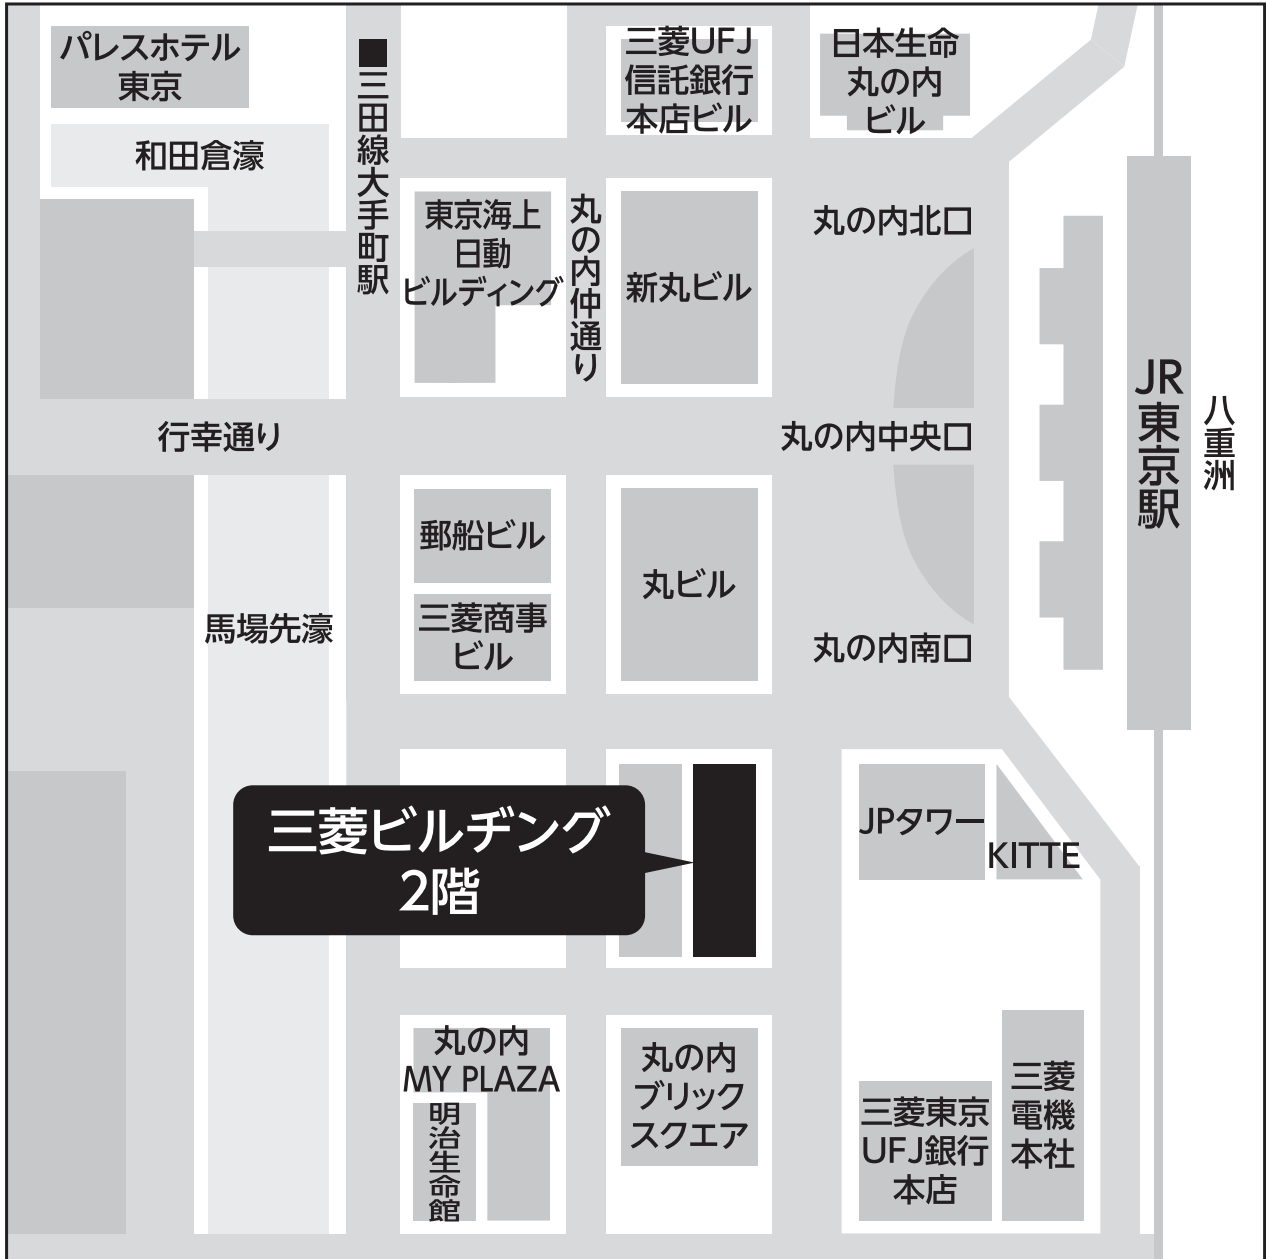 パレスホテル
東京
■三田線大手町駅
三菱UFJ
信託銀行
本店ビル
日本生命
丸の内
ビル
和田倉濠
東京海上
日動
ビルディング
丸の内仲通り
新丸ビル
丸の内北口
行幸通り
丸の内中央口
JR東京駅
八重洲
郵船ビル
丸ビル
三菱商事
ビル
馬場先濠
丸の内南口
三菱ビルヂング
2階
JPタワー
KITTE
丸の内
MY PLAZA
明治生命館
丸の内
ブリック
スクエア
三菱東京
UFJ銀行
本店
三菱
電機
本社